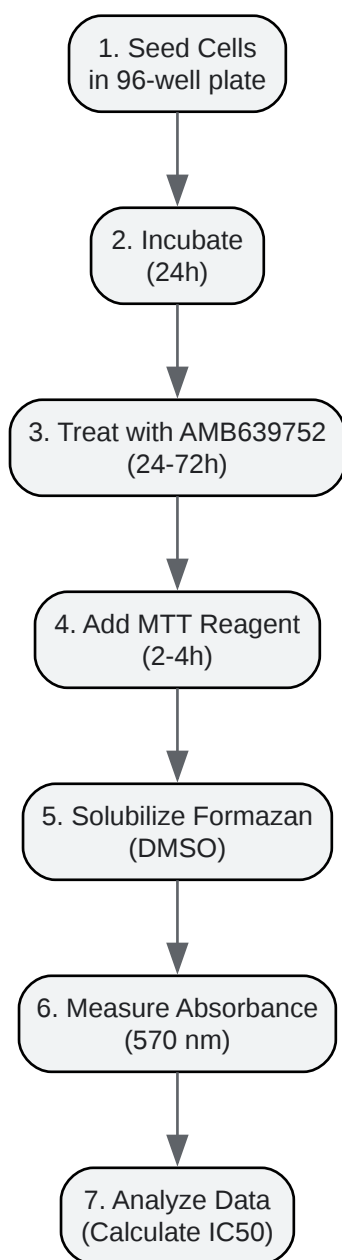 1. Seed Cells
in 96-well plate
2. Incubate
(24h)
3. Treat with AMB639752
(24-72h)
4. Add MTT Reagent
(2-4h)
5. Solubilize Formazan
(DMSO)
6. Measure Absorbance
(570 nm)
7. Analyze Data
(Calculate IC50)